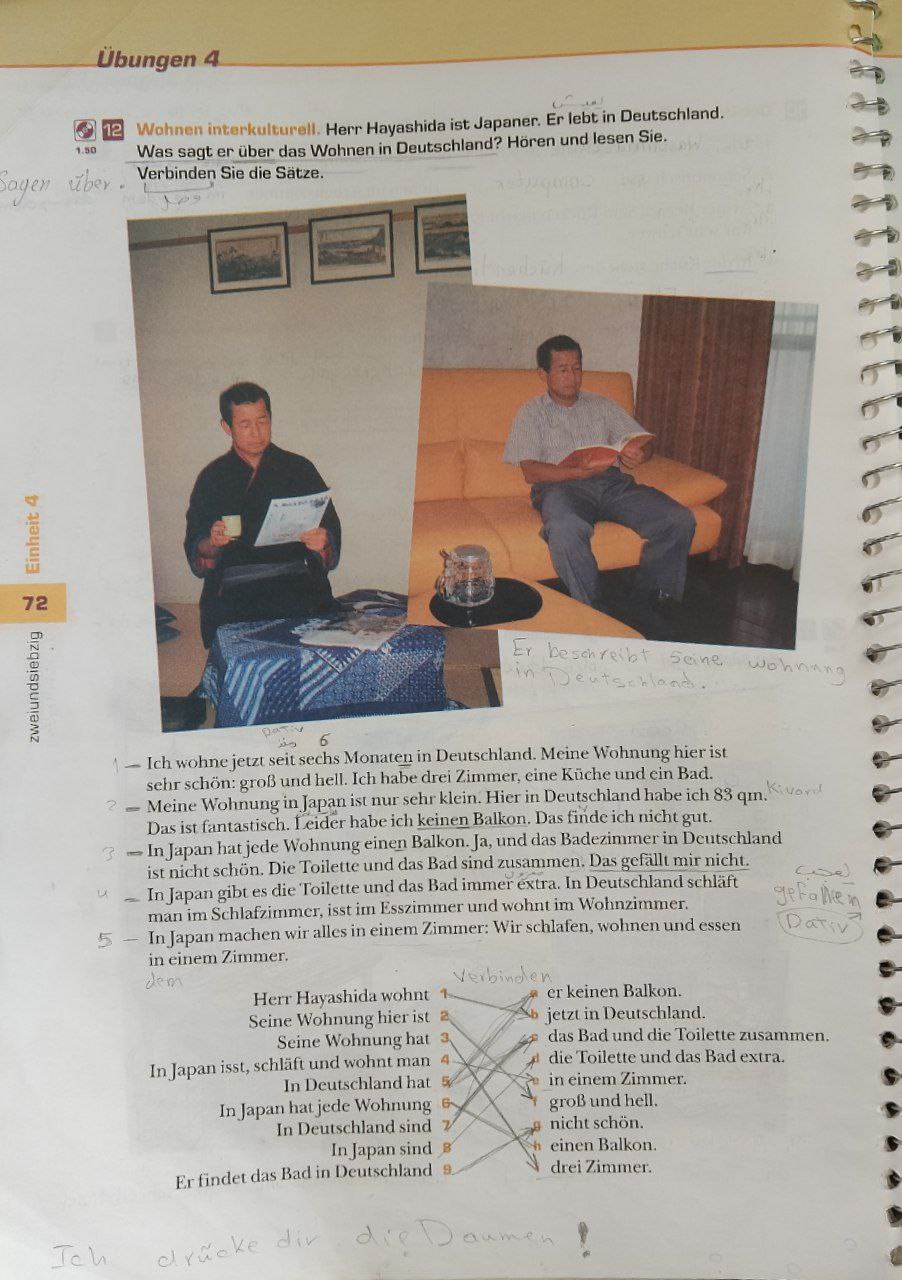 Übungen 4
12 Wohnen interkulturell. Herr Hayashida ist Japaner. Er lebt in Deutschland.
1.50 Was sagt er über das Wohnen in Deutschland? Hören und lesen Sie.
Verbinden Sie die Sätze.
Sagen über.
Einheit 4
72
zweiundsiebzig
Er beschreibt seine wohnung
in Deutschland.
Dativ
6
1 – Ich wohne jetzt seit sechs Monaten in Deutschland. Meine Wohnung hier ist
sehr schön: groß und hell. Ich habe drei Zimmer, eine Küche und ein Bad.
2 – Meine Wohnung in Japan ist nur sehr klein. Hier in Deutschland habe ich 83 qm.
Das ist fantastisch. Leider habe ich keinen Balkon. Das finde ich nicht gut.
3 – In Japan hat jede Wohnung einen Balkon. Ja, und das Badezimmer in Deutschland
ist nicht schön. Die Toilette und das Bad sind zusammen. Das gefällt mir nicht.
4 – In Japan gibt es die Toilette und das Bad immer extra. In Deutschland schläft
man im Schlafzimmer, isst im Esszimmer und wohnt im Wohnzimmer.
gefallen
Dativ
5 – In Japan machen wir alles in einem Zimmer: Wir schlafen, wohnen und essen
in einem Zimmer.
dem
Verbinden
Herr Hayashida wohnt 1 a er keinen Balkon.
Seine Wohnung hier ist 2 b jetzt in Deutschland.
Seine Wohnung hat 3 c das Bad und die Toilette zusammen.
In Japan isst, schläft und wohnt man 4 d die Toilette und das Bad extra.
In Deutschland hat 5 e in einem Zimmer.
In Japan hat jede Wohnung 6 f groß und hell.
In Deutschland sind 7 g nicht schön.
In Japan sind 8 h einen Balkon.
Er findet das Bad in Deutschland 9 drei Zimmer.
Ich drücke dir die Daumen!